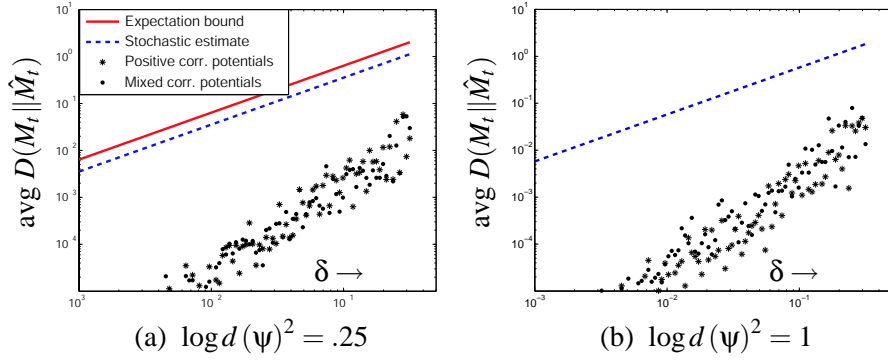 Expectation bound
Stochastic estimate
Positive corr. potentials
Mixed corr. potentials
avg D(M_t||M̂_t)
10^1
10^0
10^1
10^2
10^3
10^4
10^3
10^2
10^1
δ →
(a) log d (ψ)^2 = .25
avg D(M_t||M̂_t)
10^1
10^0
10^−1
10^−2
10^−3
10^−4
10^−3
10^−2
10^−1
δ →
(b) log d (ψ)^2 = 1